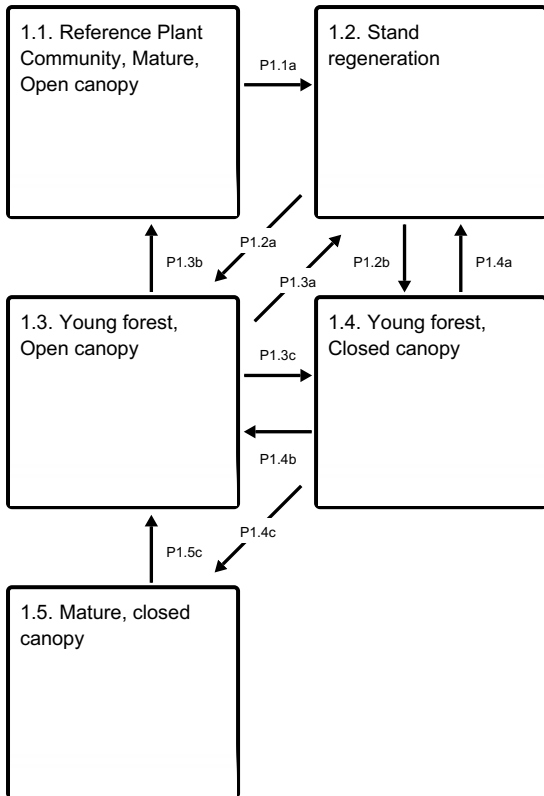 1.1. Reference Plant
Community, Mature,
Open canopy
P1.1a
1.2. Stand
regeneration
P1.3b
P1.2a
P1.3a
P1.2b
P1.4a
1.3. Young forest,
Open canopy
P1.3c
1.4. Young forest,
Closed canopy
P1.4b
P1.4c
P1.5c
1.5. Mature, closed
canopy